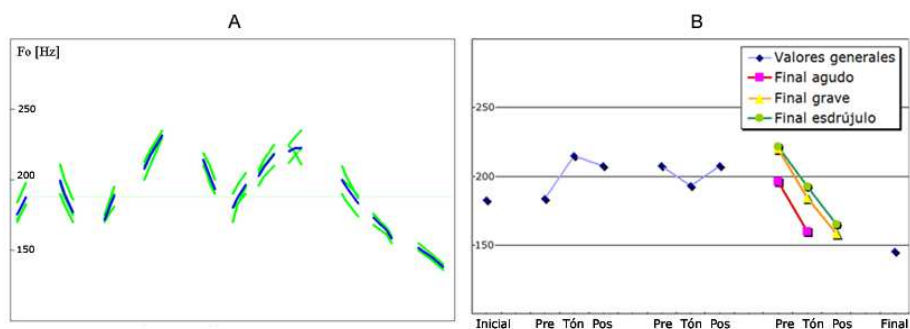 A
B
Fo [Hz]
250
200
150
250
200
150
Valores generales
Final agudo
Final grave
Final esdrújulo
Inicial Pre Tón Pos Pre Tón Pos Pre Tón Pos Final